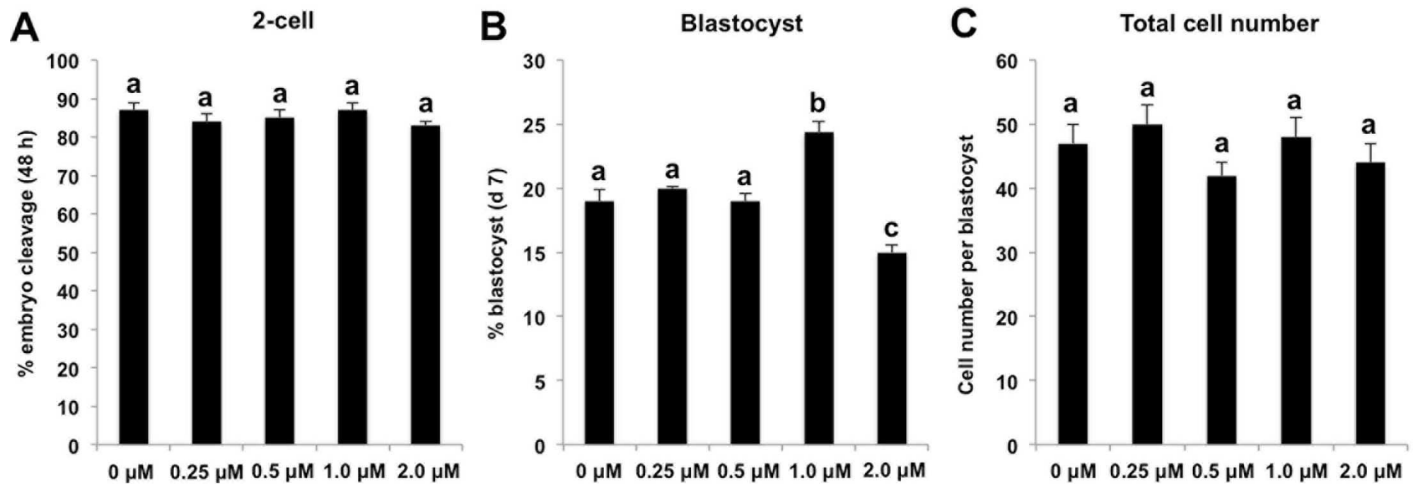 A
2-cell
% embryo cleavage (48 h)
100
90
80
70
60
50
40
30
20
10
0
a
a
a
a
a
0 µM
0.25 µM
0.5 µM
1.0 µM
2.0 µM
B
Blastocyst
% blastocyst (d 7)
30
25
20
15
10
5
0
a
a
a
b
c
0 µM
0.25 µM
0.5 µM
1.0 µM
2.0 µM
C
Total cell number
Cell number per blastocyst
60
50
40
30
20
10
0
a
a
a
a
a
0 µM
0.25 µM
0.5 µM
1.0 µM
2.0 µM